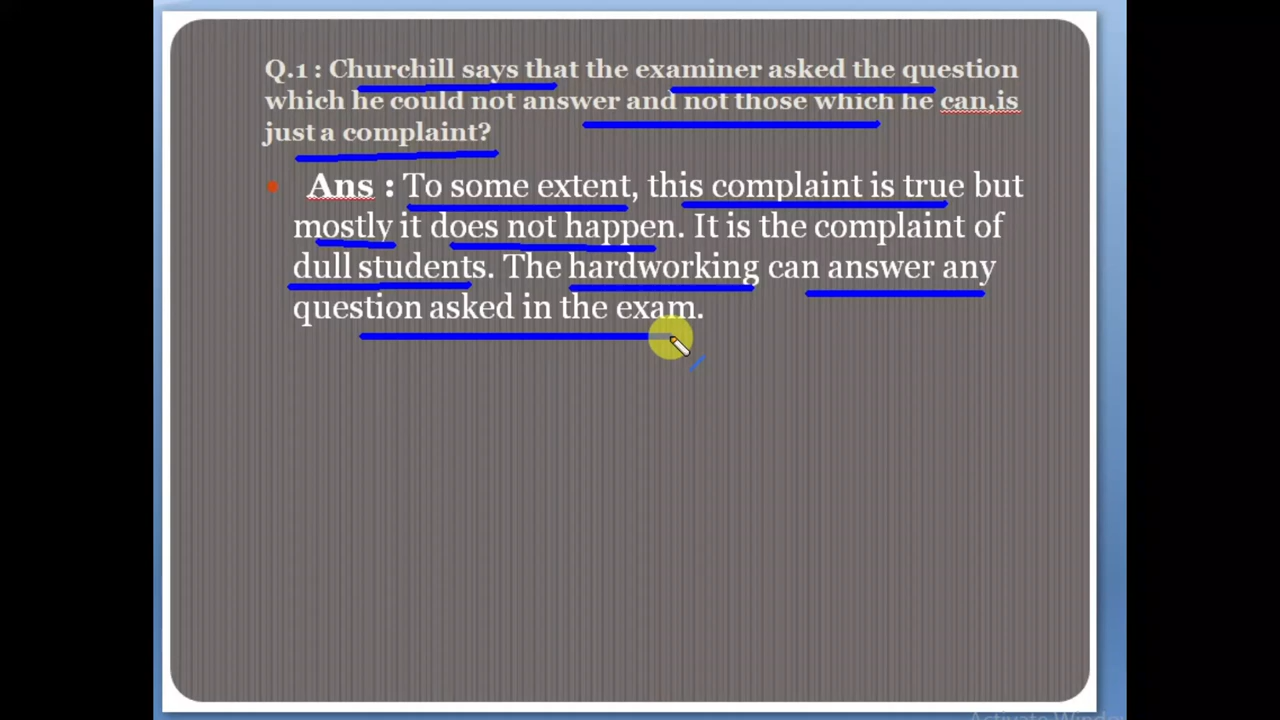 Q.1 : Churchill says that the examiner asked the question
which he could not answer and not those which he can,is
just a complaint?
• Ans : To some extent, this complaint is true but
mostly it does not happen. It is the complaint of
dull students. The hardworking can answer any
question asked in the exam.